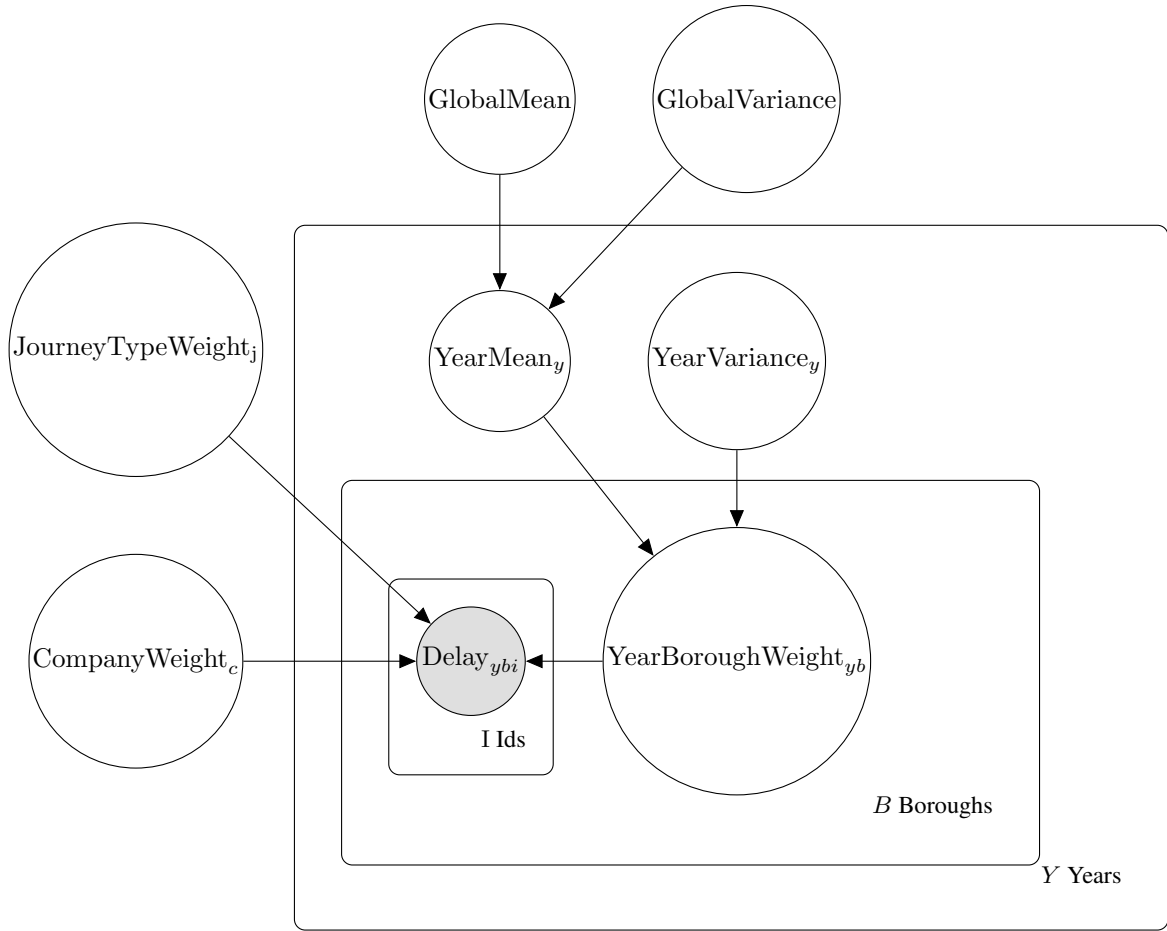 GlobalMean
GlobalVariance
JourneyTypeWeight_j
YearMean_y
YearVariance_y
CompanyWeight_c
Delay_ybi
YearBoroughWeight_yb
I Ids
B Boroughs
Y Years